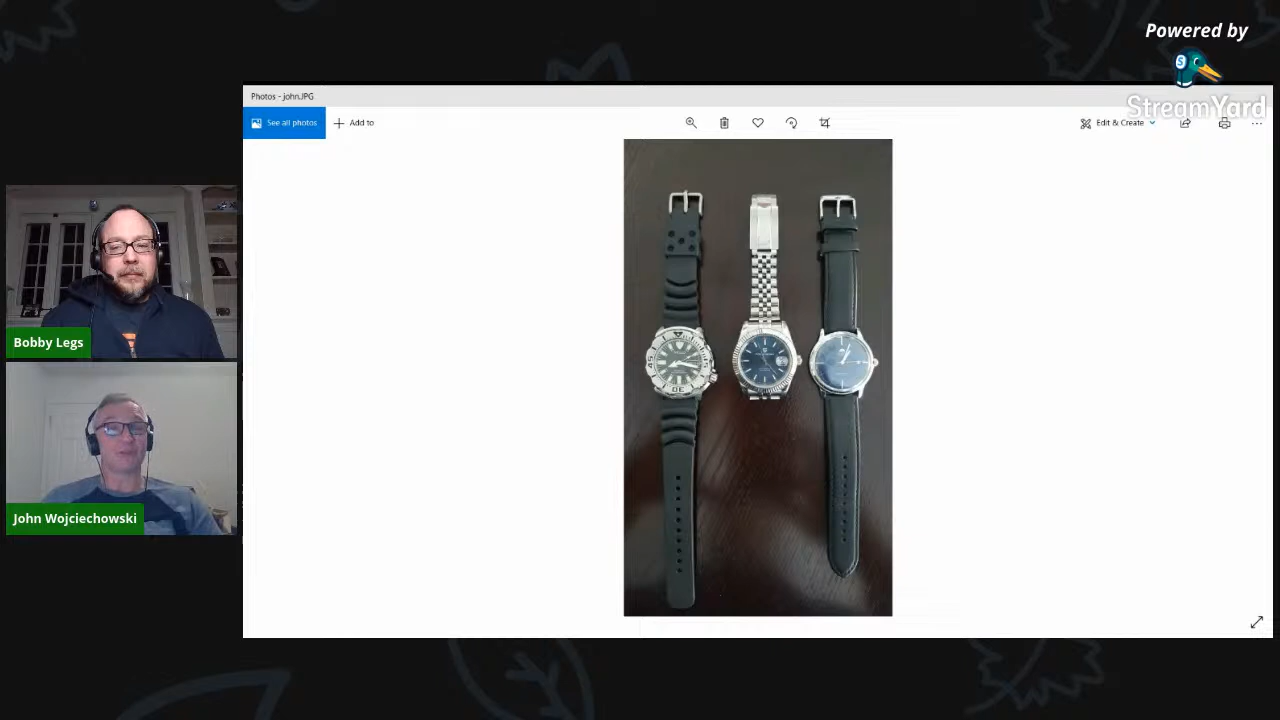 Powered by
StreamYard
Photos - john.JPG
See all photos
Add to
Edit & Create
Bobby Legs
John Wojciechowski